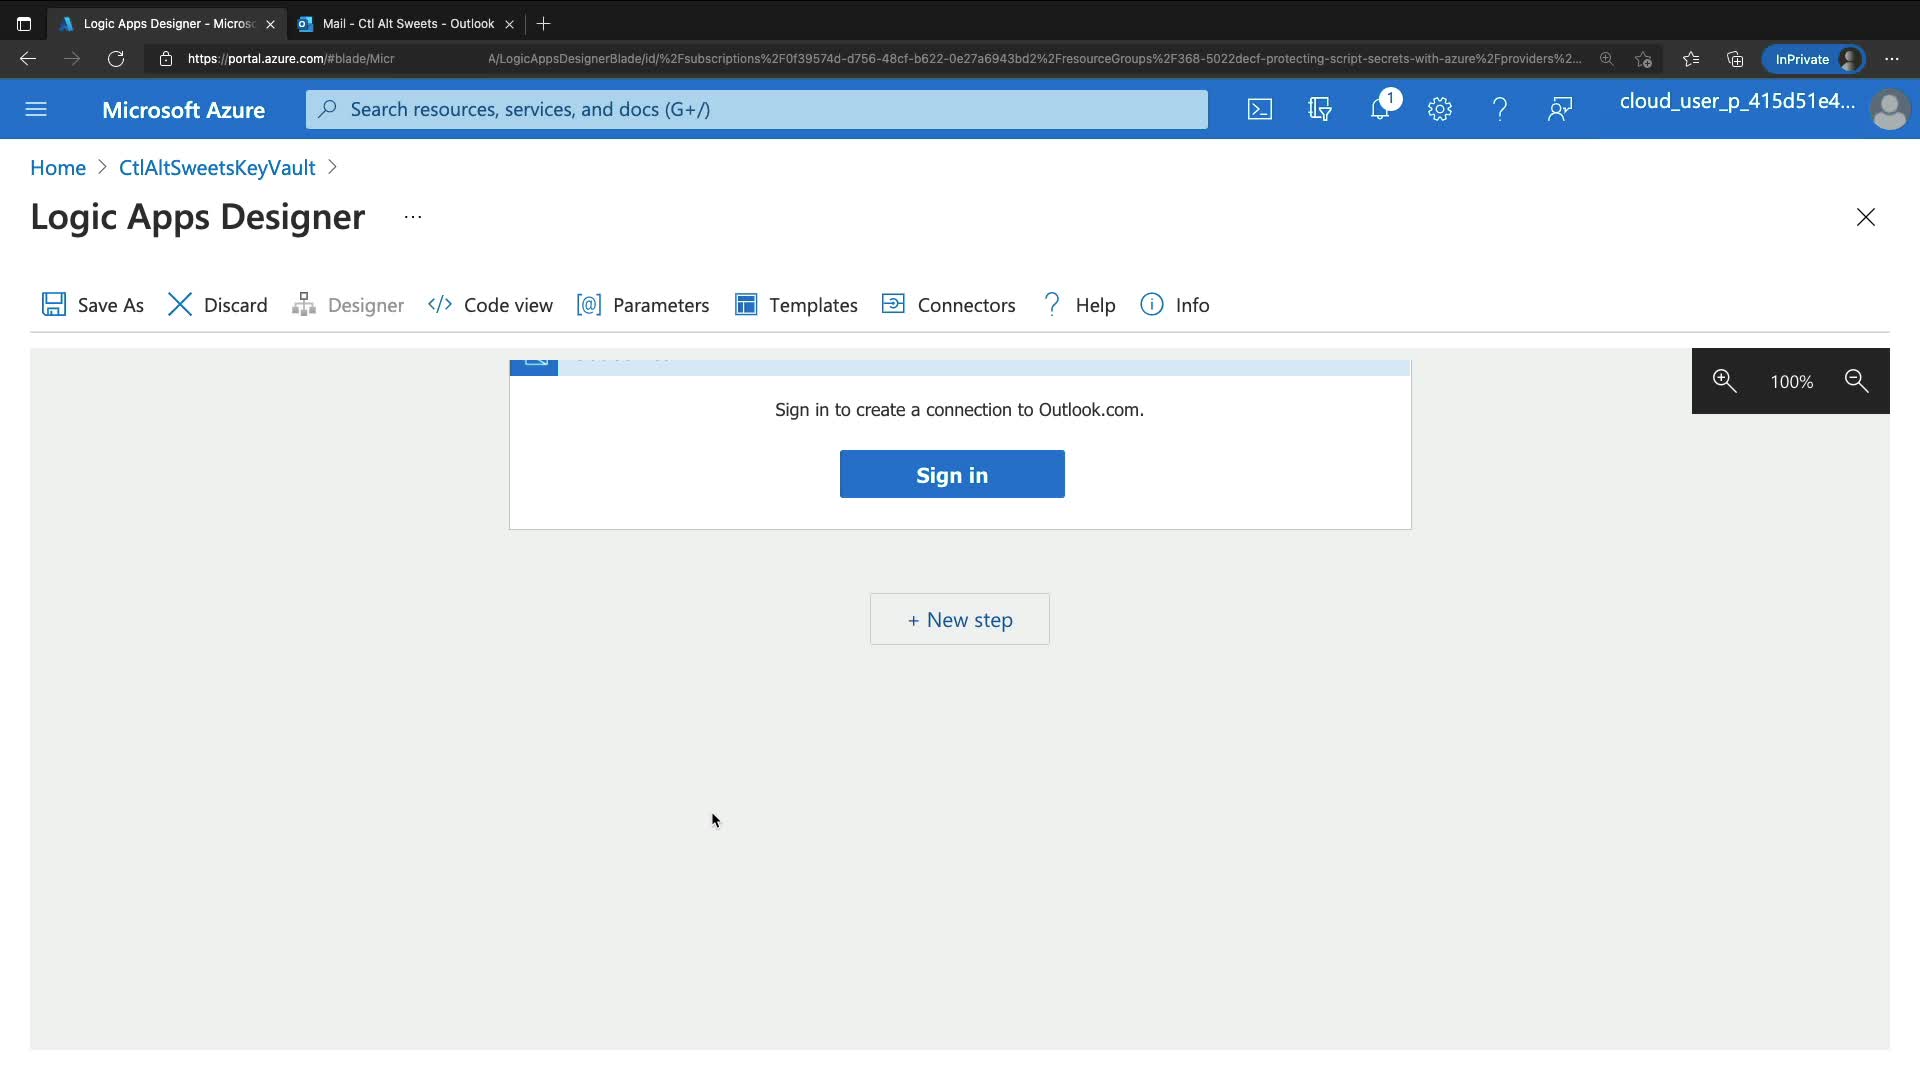 Logic Apps Designer - Micros
Mail - Ctl Alt Sweets - Outlook
https://portal.azure.com/#blade/Micr A/LogicAppsDesignerBlade/id/%2Fsubscriptions%2F0f39574d-d756-48cf-b622-0e27a6943bd2%2FresourceGroups%2F368-5022decf-protecting-script-secrets-with-azure%2Fproviders%2...
InPrivate
Microsoft Azure
Search resources, services, and docs (G+/)
1
cloud_user_p_415d51e4...
Home > CtlAltSweetsKeyVault >
Logic Apps Designer ...
Save As Discard Designer </> Code view [@] Parameters Templates Connectors ? Help Info
100%
Sign in to create a connection to Outlook.com.
Sign in
+ New step